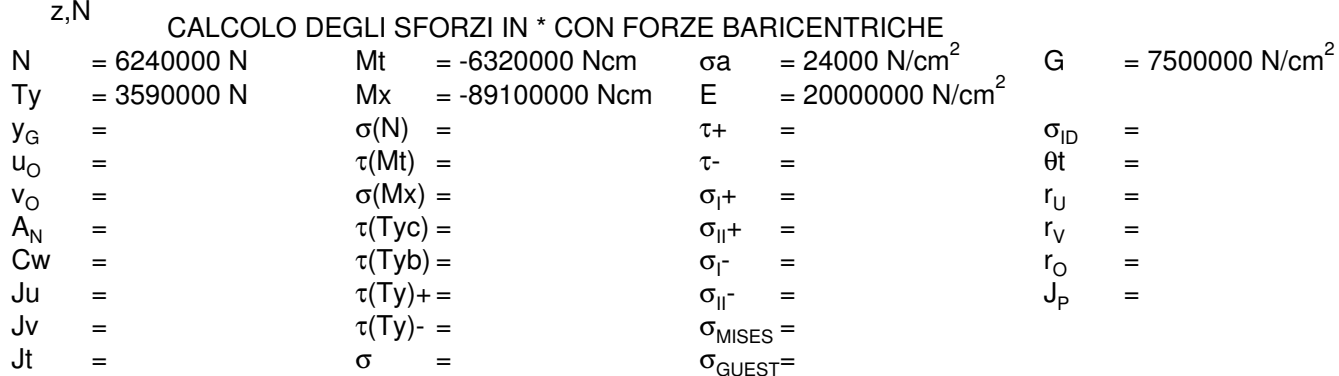 z,N
CALCOLO DEGLI SFORZI IN * CON FORZE BARICENTRICHE
N = 6240000 N Mt = -6320000 Ncm σa = 24000 N/cm² G = 7500000 N/cm²
Ty = 3590000 N Mx = -89100000 Ncm E = 20000000 N/cm²
y_G = σ(N) = τ+ = σ_ID =
u_O = τ(Mt) = τ- = θt =
v_O = σ(Mx) = σ_I+ = r_U =
A_N = τ(Tyc) = σ_II+ = r_V =
Cw = τ(Tyb) = σ_I- = r_O =
Ju = τ(Ty)+ = σ_II- = J_P =
Jv = τ(Ty)- = σ_MISES =
Jt = σ = σ_GUEST=